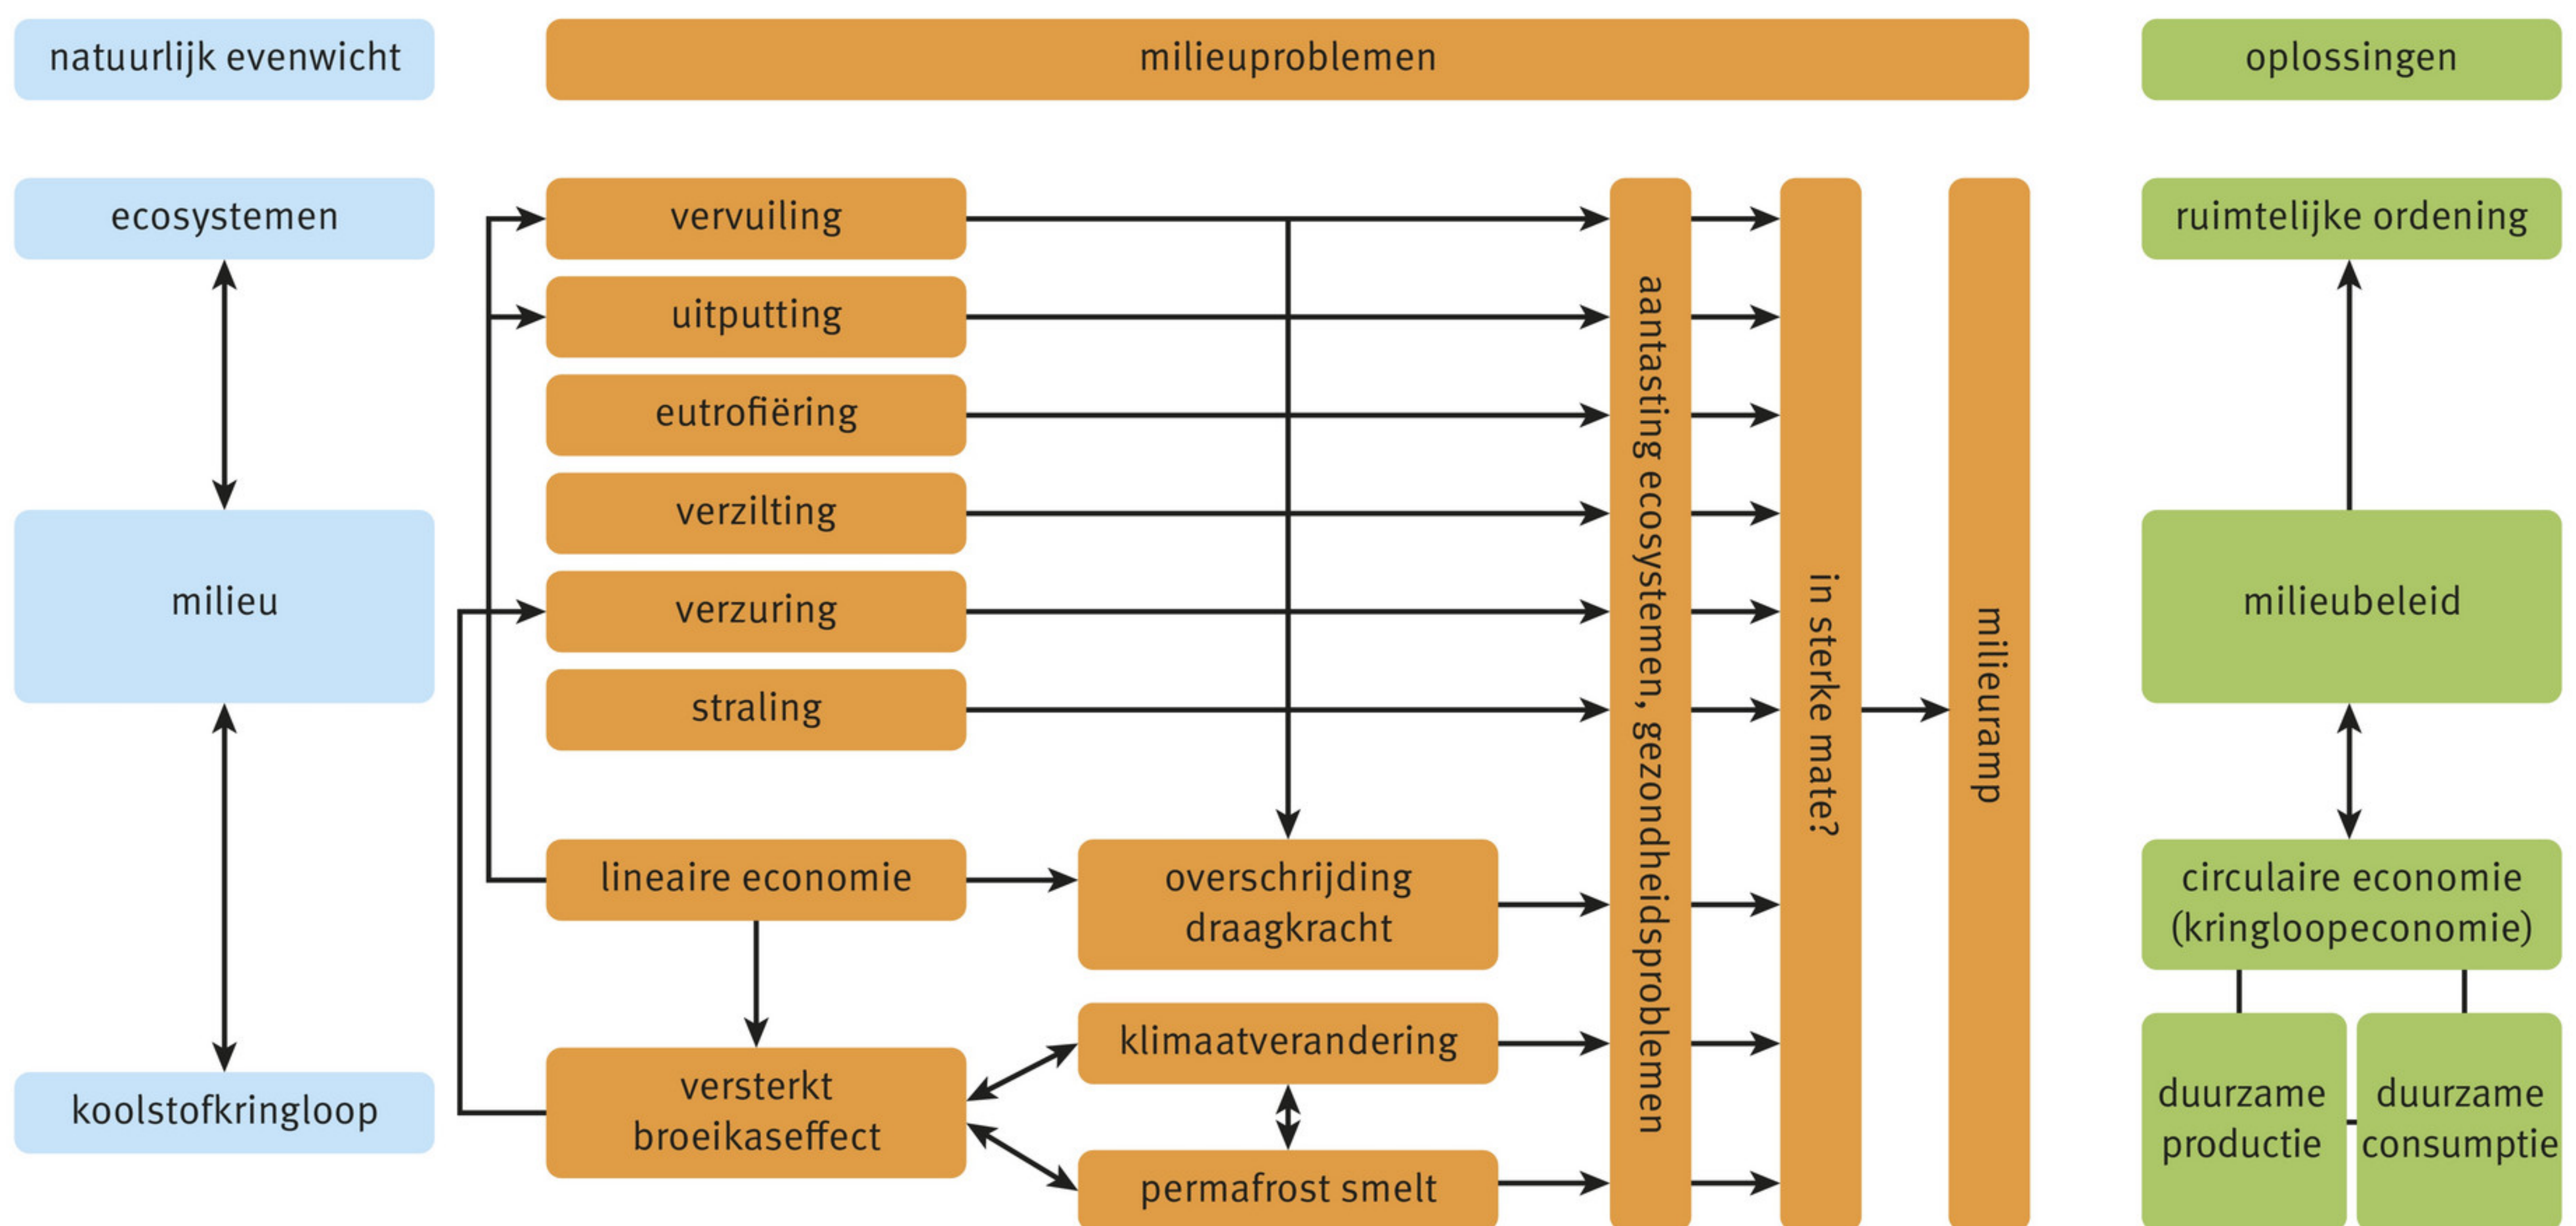 natuurlijk evenwicht
milieuproblemen
oplossingen
ecosystemen
milieu
koolstofkringloop
vervuiling
uitputting
eutrofiëring
verzilting
verzuring
straling
lineaire economie
versterkt
broeikaseffect
overschrijding
draagkracht
klimaatverandering
permafrost smelt
aantasting ecosystemen, gezondheidsproblemen
in sterke mate?
milieuramp
ruimtelijke ordening
milieubeleid
circulaire economie
(kringloopeconomie)
duurzame
productie
duurzame
consumptie